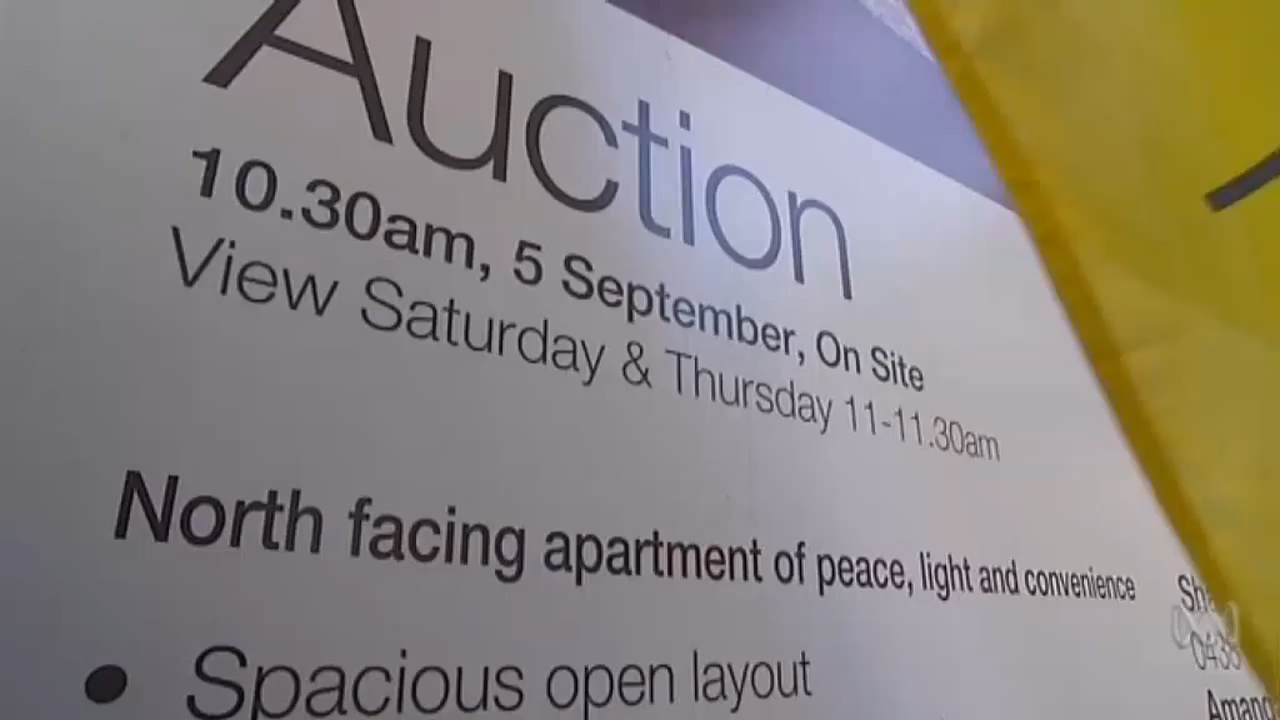 Auction
10.30am, 5 September, On Site
View Saturday & Thursday 11-11.30am
North facing apartment of peace, light and convenience
• Spacious open layout